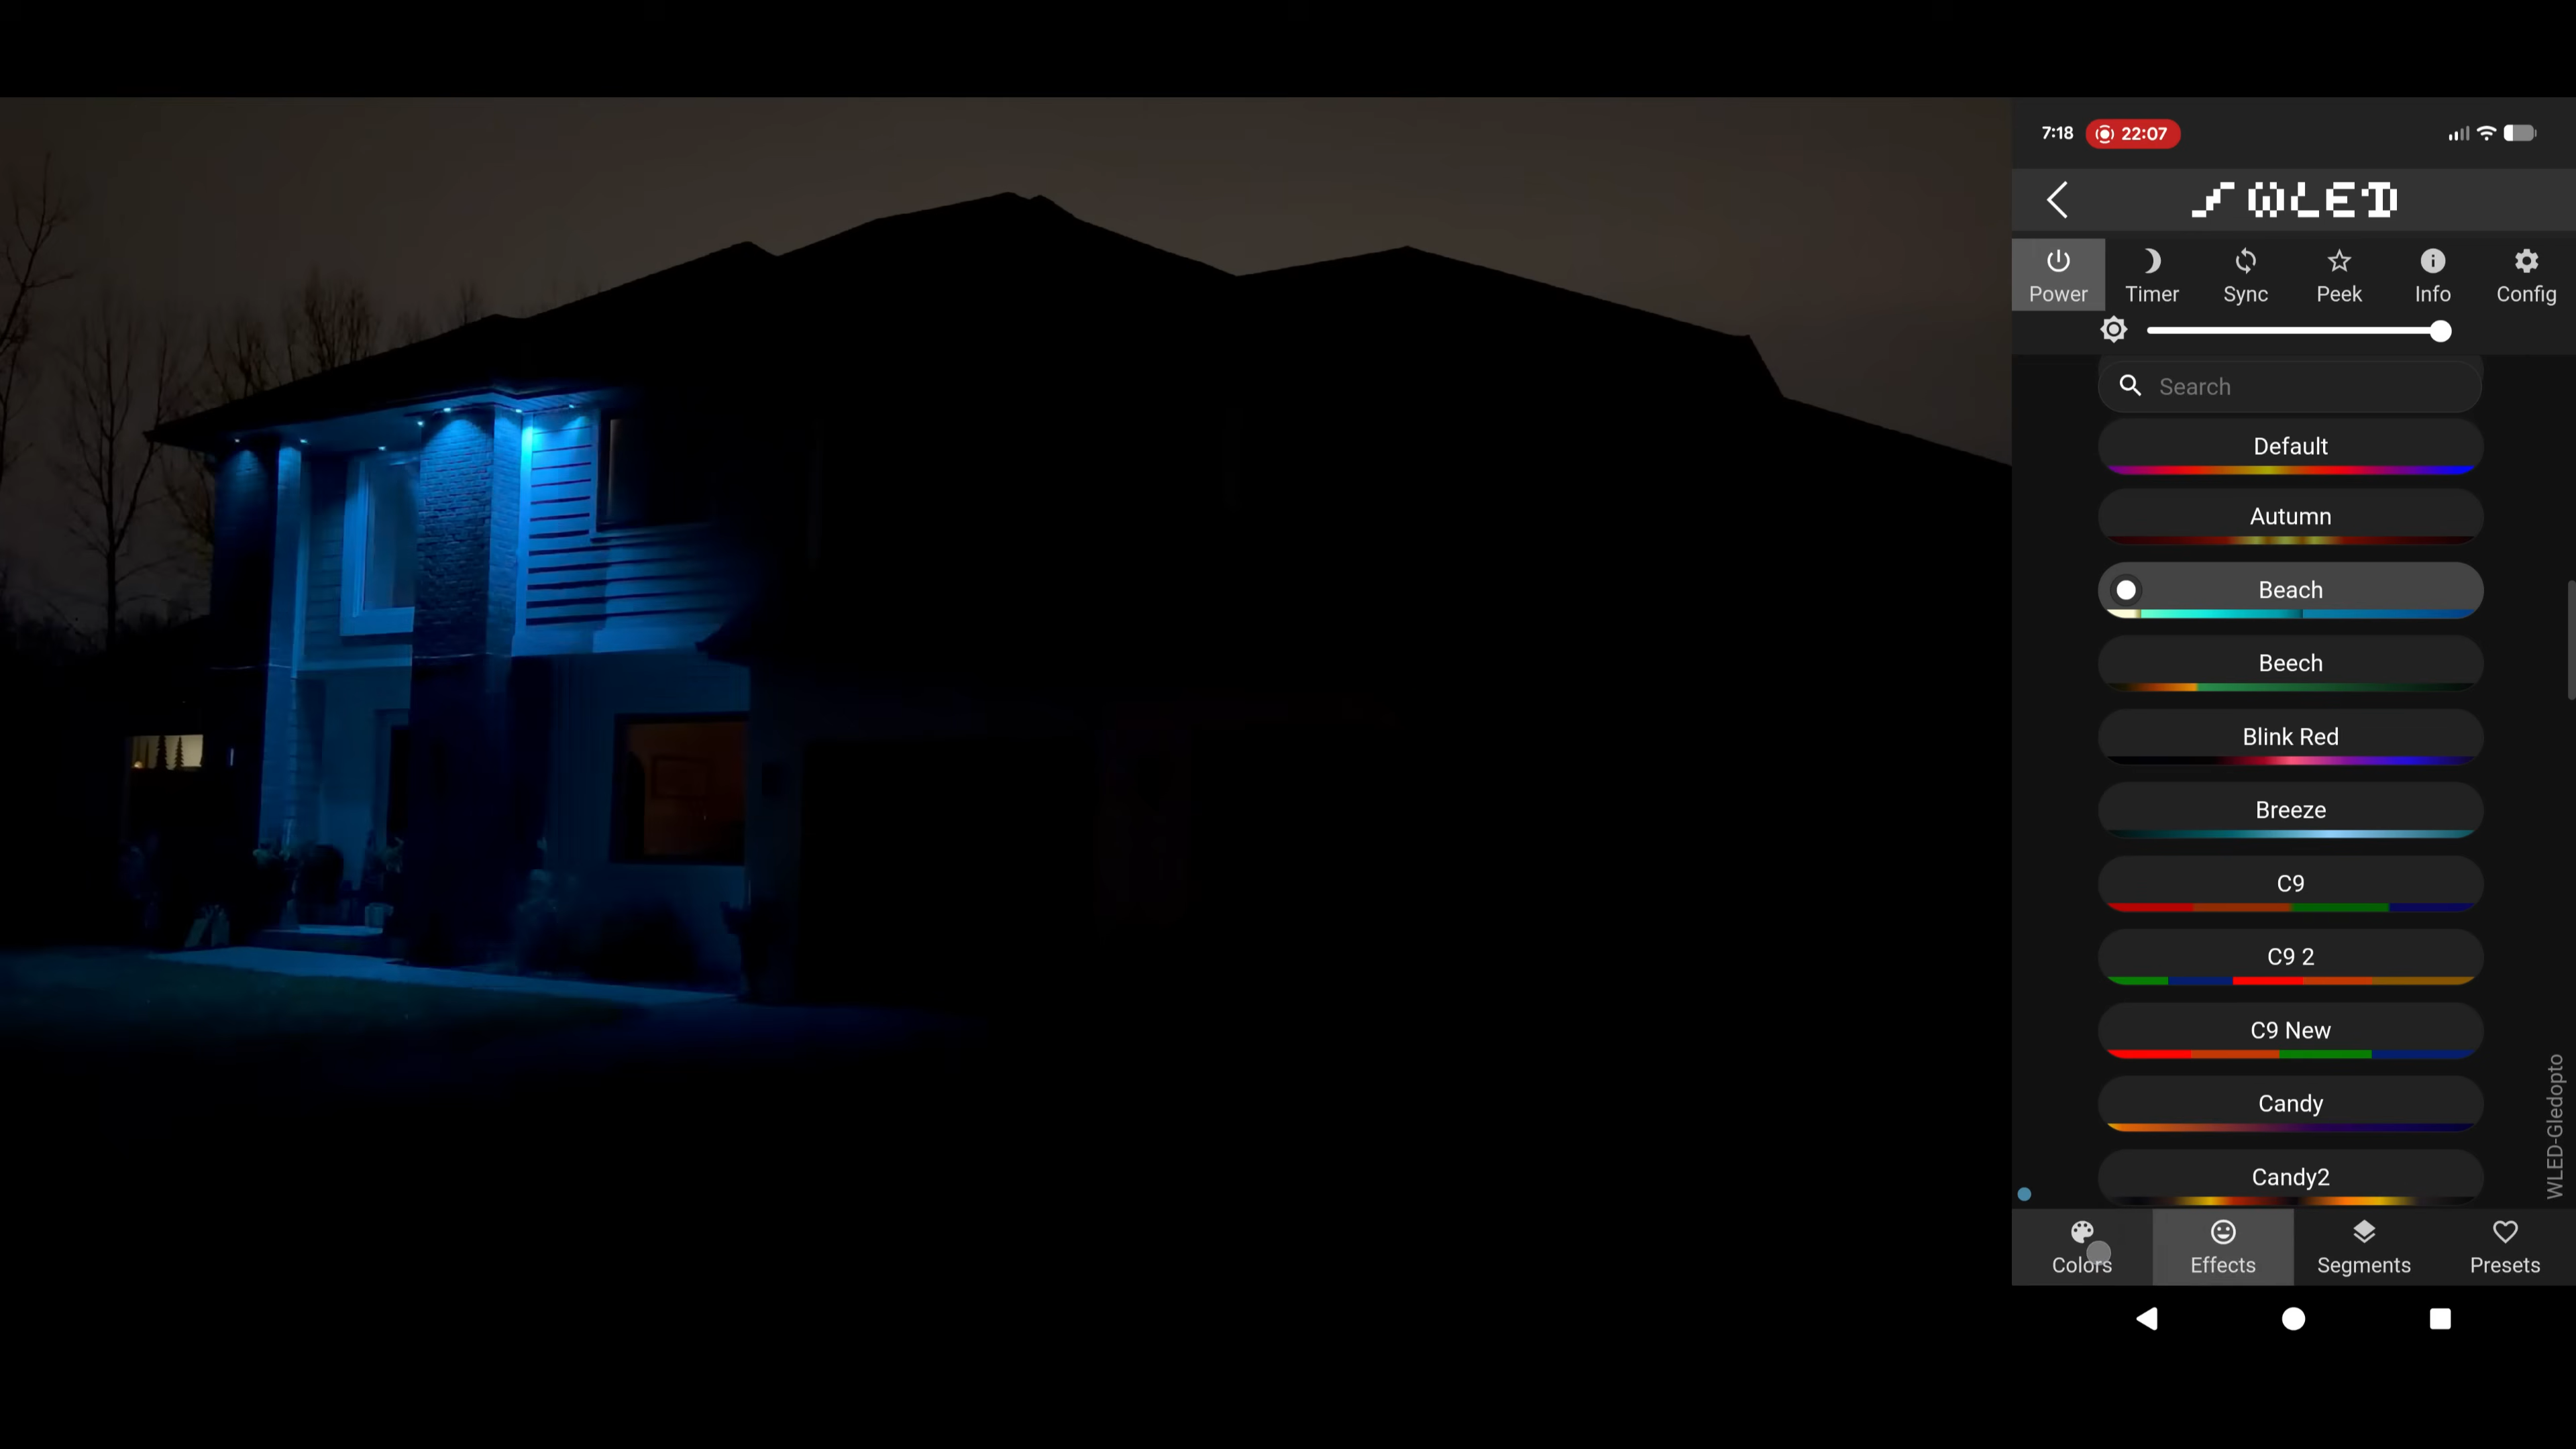 7:18 22:07
WLED
Power Timer Sync Peek Info Config
Search
Default
Autumn
Beach
Beech
Blink Red
Breeze
C9
C9 2
C9 New
Candy
Candy2
WLED-Gledopto
Colors Effects Segments Presets